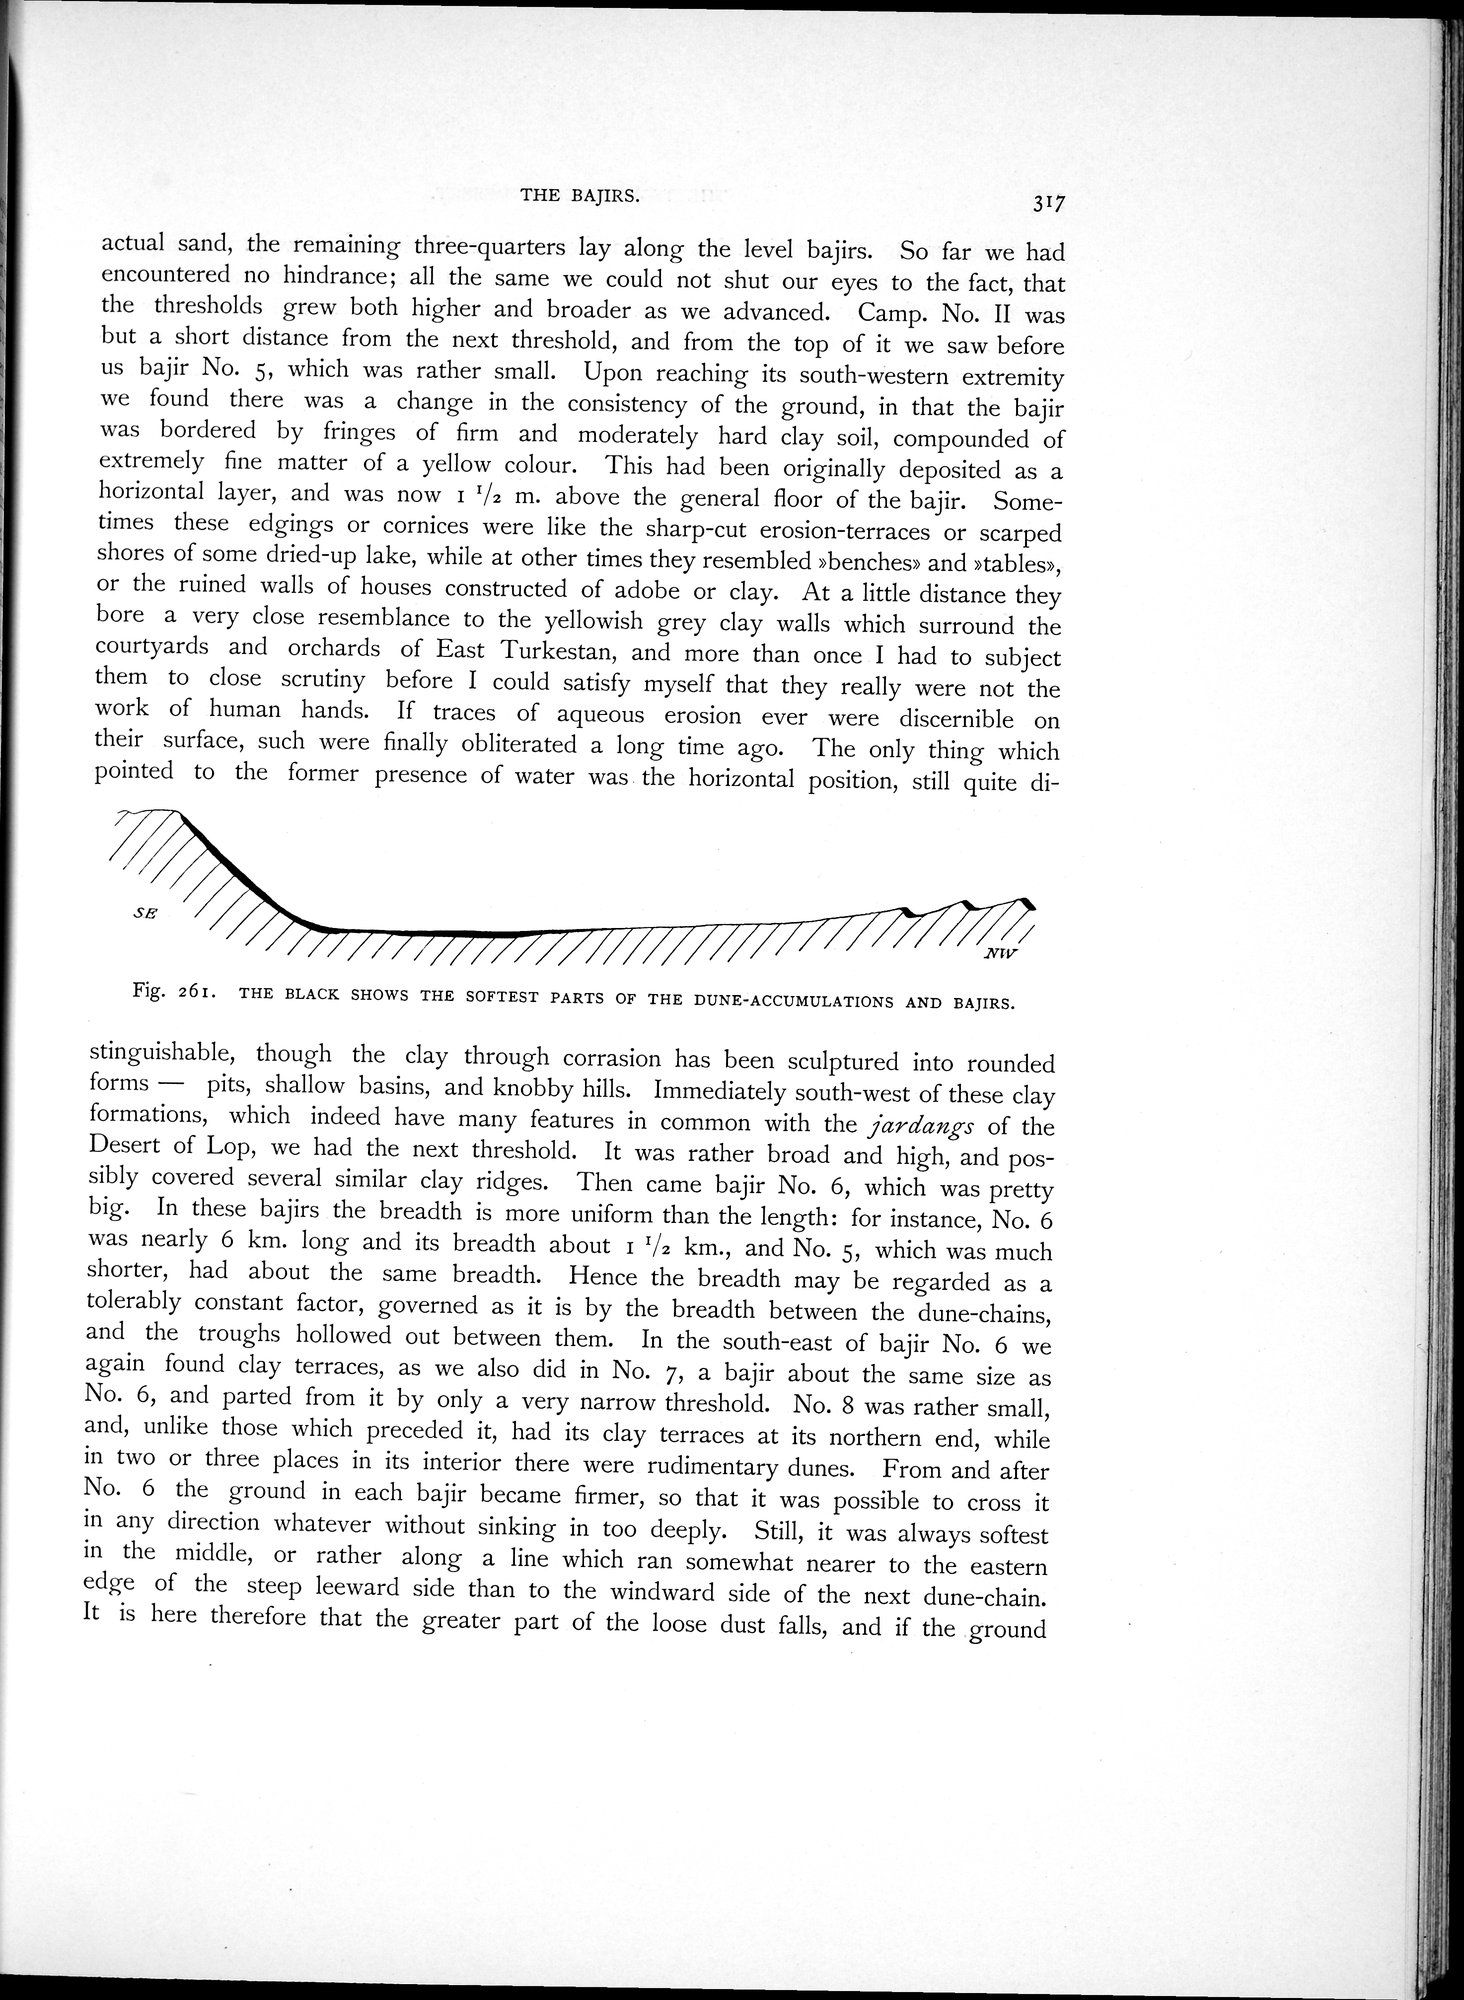 THE BAJIRS.
317
actual sand, the remaining three-quarters lay along the level bajirs. So far we had
encountered no hindrance; all the same we could not shut our eyes to the fact, that
the thresholds grew both higher and broader as we advanced. Camp. No. II was
but a short distance from the next threshold, and from the top of it we saw before
us bajir No. 5, which was rather small. Upon reaching its south-western extremity
we found there was a change in the consistency of the ground, in that the bajir
was bordered by fringes of firm and moderately hard clay soil, compounded of
extremely fine matter of a yellow colour. This had been originally deposited as a
horizontal layer, and was now 1 1/2 m. above the general floor of the bajir. Some-
times these edgings or cornices were like the sharp-cut erosion-terraces or scarped
shores of some dried-up lake, while at other times they resembled »benches» and »tables»,
or the ruined walls of houses constructed of adobe or clay. At a little distance they
bore a very close resemblance to the yellowish grey clay walls which surround the
courtyards and orchards of East Turkestan, and more than once I had to subject
them to close scrutiny before I could satisfy myself that they really were not the
work of human hands. If traces of aqueous erosion ever were discernible on
their surface, such were finally obliterated a long time ago. The only thing which
pointed to the former presence of water was the horizontal position, still quite di-
SE
NW
Fig. 261. THE BLACK SHOWS THE SOFTEST PARTS OF THE DUNE-ACCUMULATIONS AND BAJIRS.
stinguishable, though the clay through corrasion has been sculptured into rounded
forms — pits, shallow basins, and knobby hills. Immediately south-west of these clay
formations, which indeed have many features in common with the jardangs of the
Desert of Lop, we had the next threshold. It was rather broad and high, and pos-
sibly covered several similar clay ridges. Then came bajir No. 6, which was pretty
big. In these bajirs the breadth is more uniform than the length: for instance, No. 6
was nearly 6 km. long and its breadth about 1 1/2 km., and No. 5, which was much
shorter, had about the same breadth. Hence the breadth may be regarded as a
tolerably constant factor, governed as it is by the breadth between the dune-chains,
and the troughs hollowed out between them. In the south-east of bajir No. 6 we
again found clay terraces, as we also did in No. 7, a bajir about the same size as
No. 6, and parted from it by only a very narrow threshold. No. 8 was rather small,
and, unlike those which preceded it, had its clay terraces at its northern end, while
in two or three places in its interior there were rudimentary dunes. From and after
No. 6 the ground in each bajir became firmer, so that it was possible to cross it
in any direction whatever without sinking in too deeply. Still, it was always softest
in the middle, or rather along a line which ran somewhat nearer to the eastern
edge of the steep leeward side than to the windward side of the next dune-chain.
It is here therefore that the greater part of the loose dust falls, and if the ground